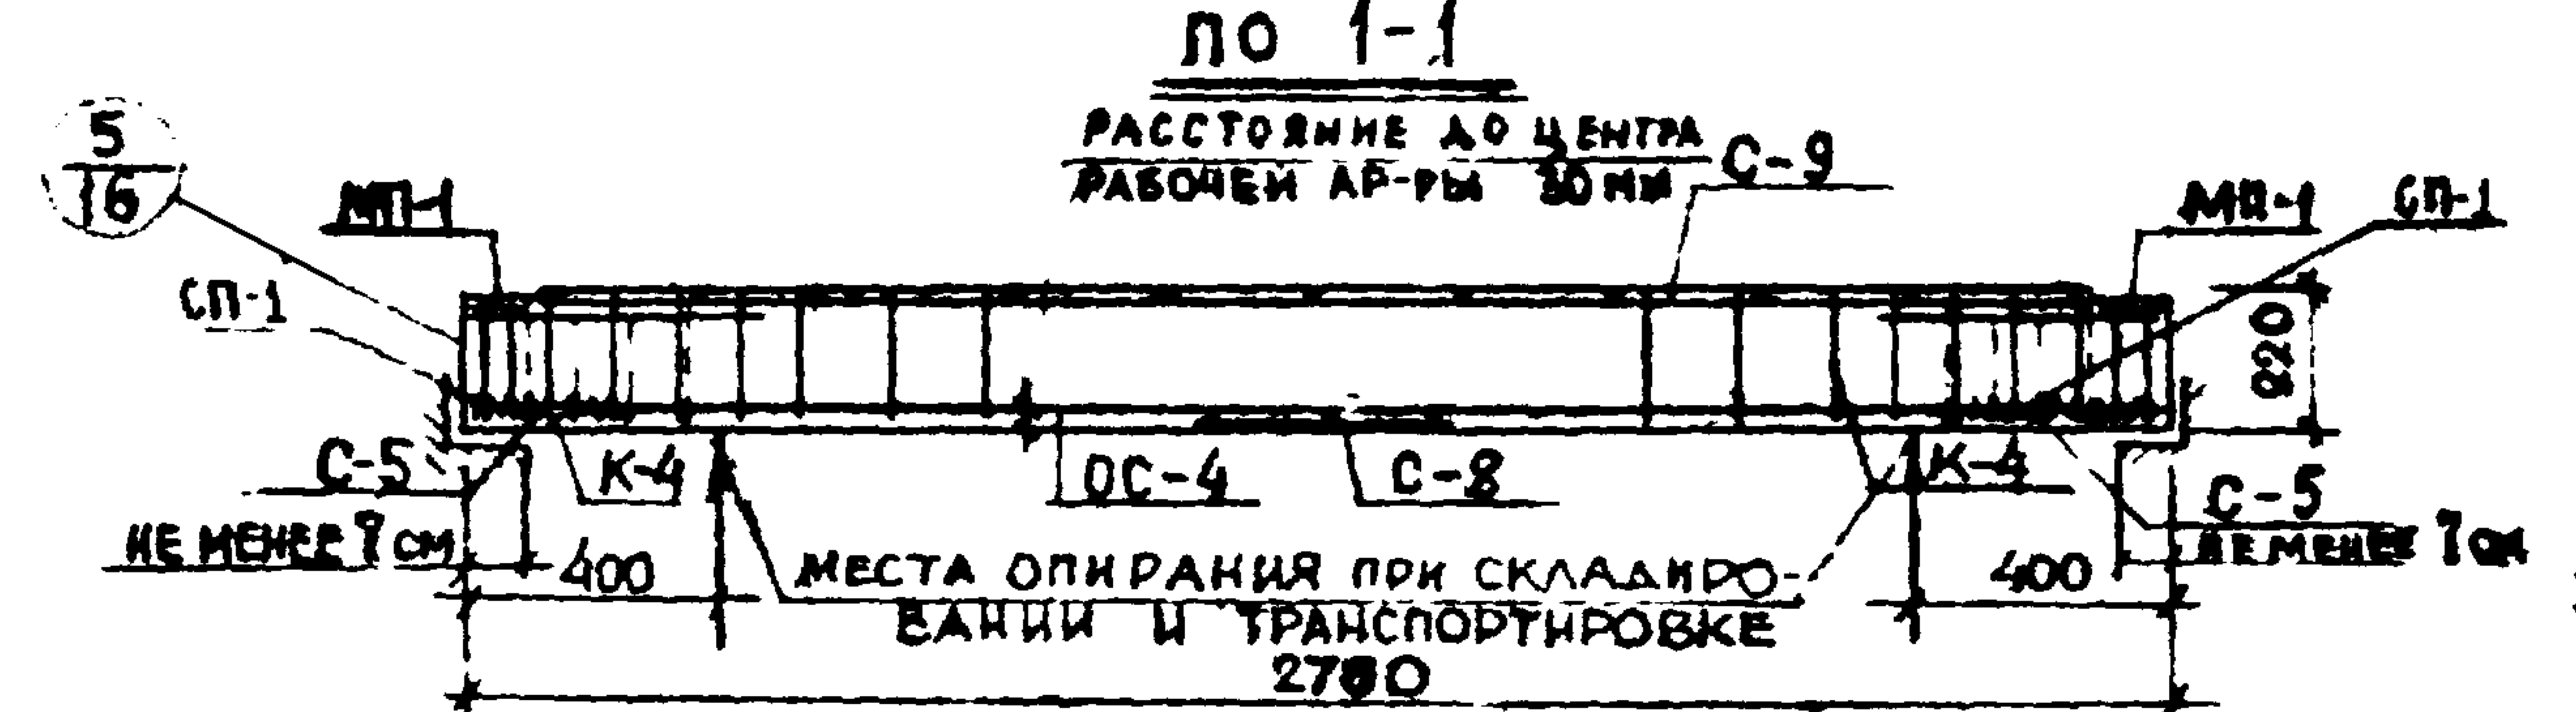 ПО 1-1
РАССТОЯНИЕ ДО ЦЕНТРА
РАБОЧЕЙ АР-РЫ 30 ММ
С-9
5
16
МП-1
МП-1
СП-1
СП-1
220
С-5
К-4
ОС-4
С-8
К-4
С-5
НЕ МЕНЕЕ 7 СМ
НЕ МЕНЕЕ 7 СМ
400
МЕСТА ОПИРАНИЯ ПРИ СКЛАДИРО-
ВАНИИ И ТРАНСПОРТИРОВКЕ
400